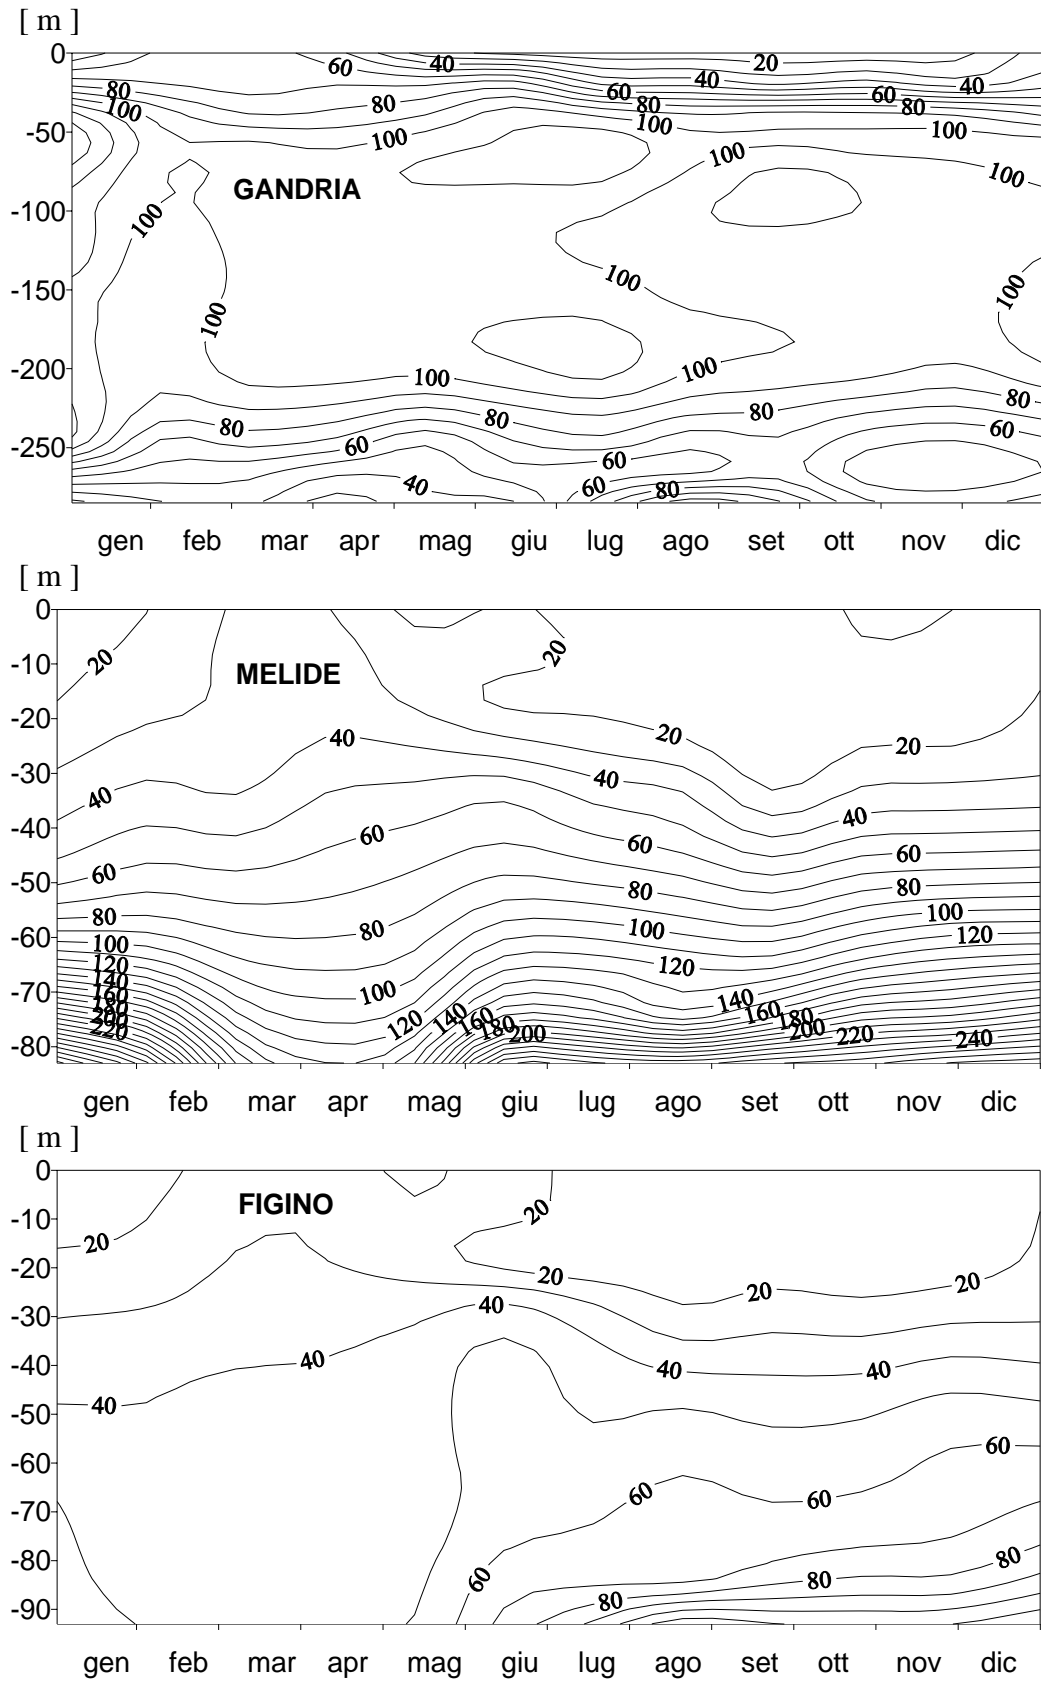 [ m ]
0
60 40 20
40 40
80 60 60
100 80 80 80
-50 100 100 100
100 100
GANDRIA
-100
100
100
-150 100
100
-200
100 100
80 80 80 80
60 60 60
-250
40 60 80
gen feb mar apr mag giu lug ago set ott nov dic
[ m ]
0
20
-10 20 MELIDE
-20
40 20 20
-30
40 40
-40 40
60 60 60
60
-50 80 80
80 80 100 100
-60 100 120
120 120
140
-70 160 100 140
180 120 140 160 160 180
200
220 180 200 200 220 240
-80
gen feb mar apr mag giu lug ago set ott nov dic
[ m ]
0
FIGINO
-10 20
20
-20 20 20 20
-30 40
-40 40 40 40
40
-50
60
-60
60 60
-70
-80 80
60 80 80
-90
gen feb mar apr mag giu lug ago set ott nov dic